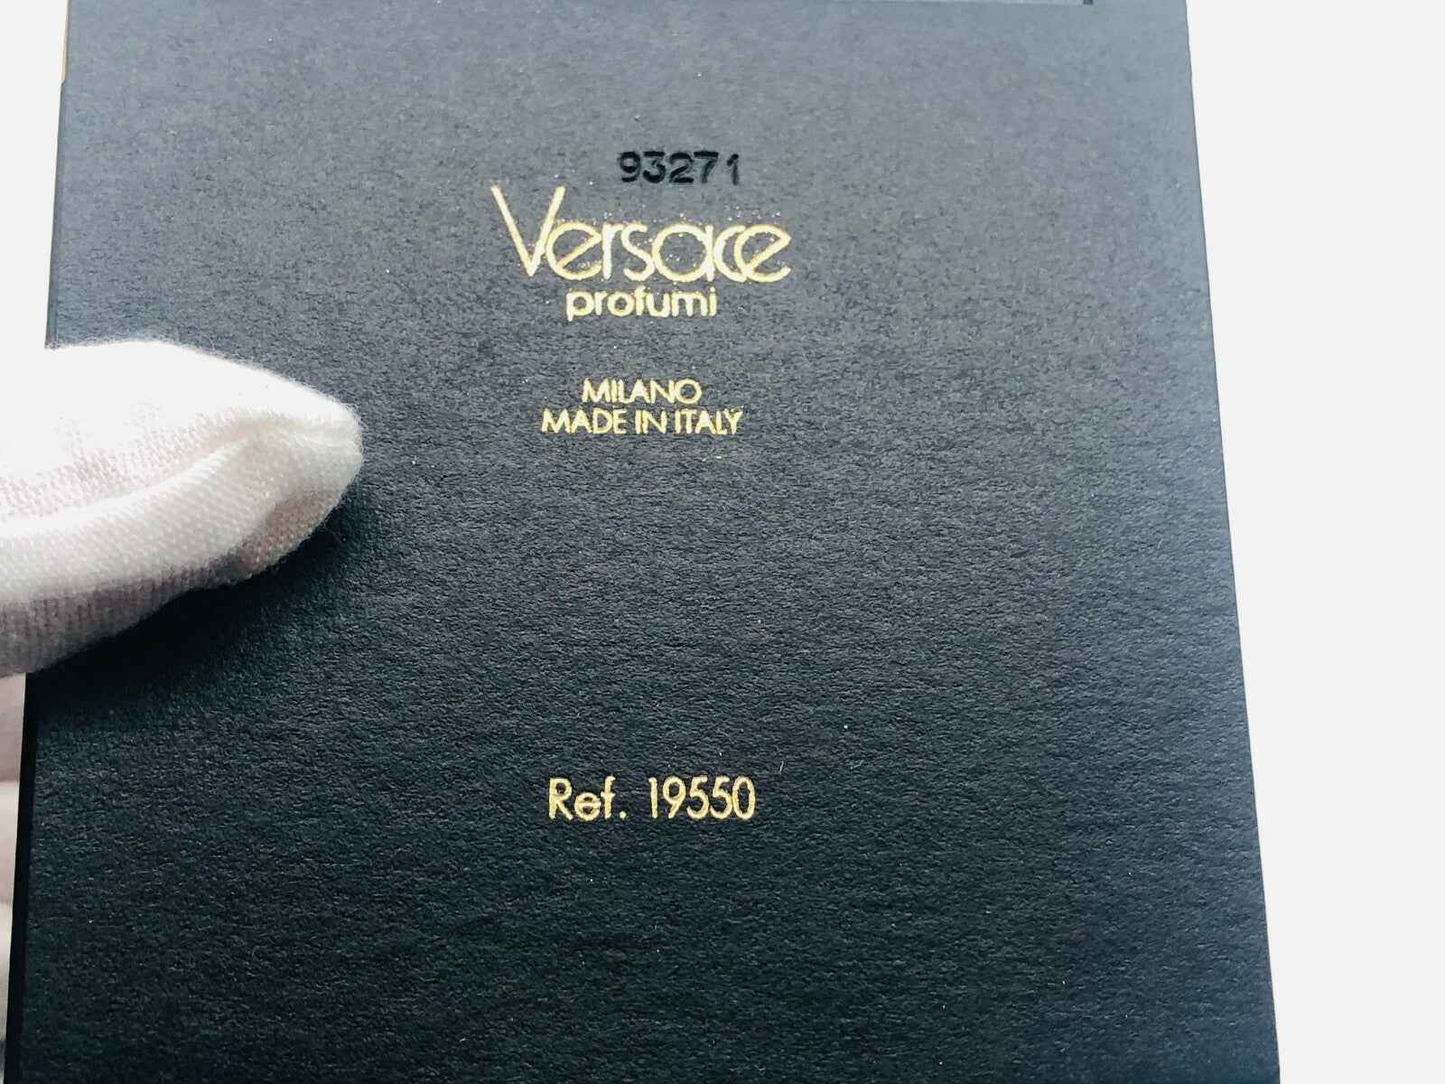 93271
Versace
profumi
MILANO
MADE IN ITALY
Ref. 19550